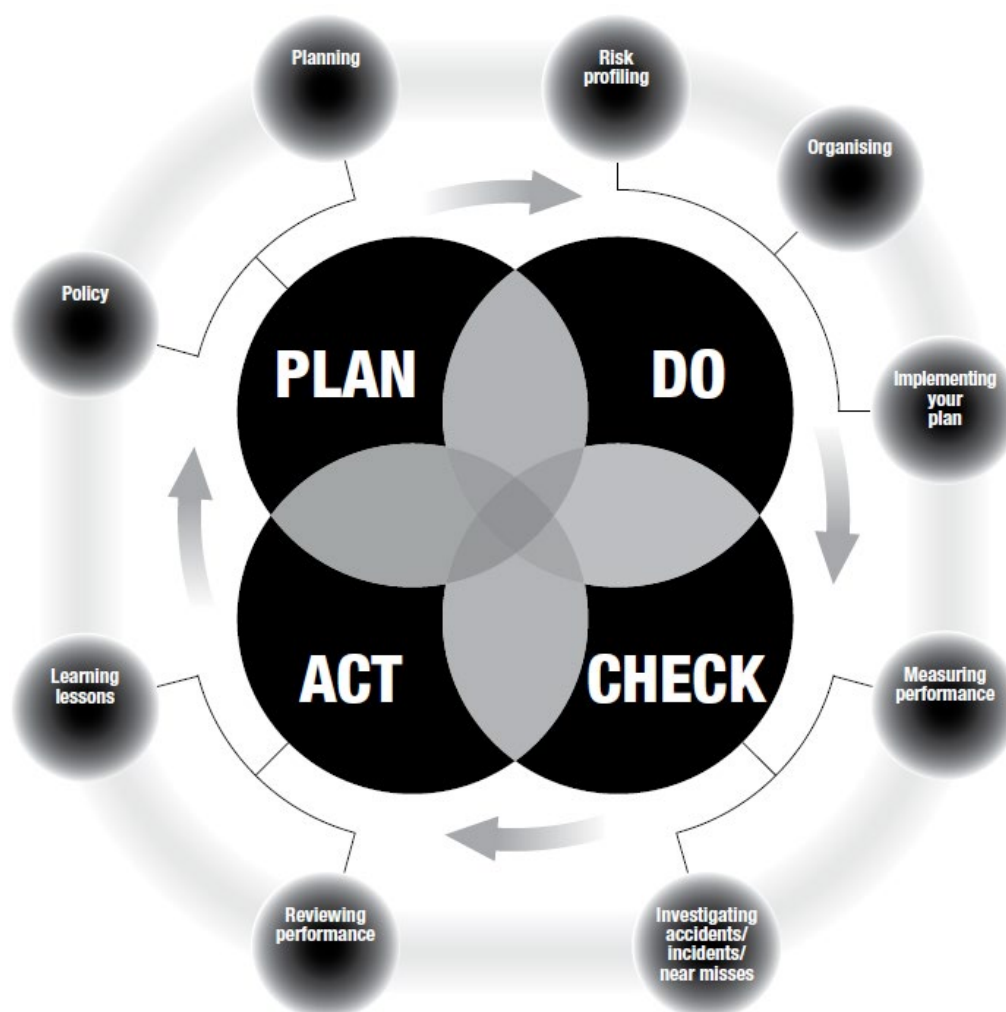 Planning
Risk
profiling
Organising
Policy
PLAN
DO
Implementing
your
plan
Learning
lessons
ACT
CHECK
Measuring
performance
Reviewing
performance
Investigating
accidents/
incidents/
near misses